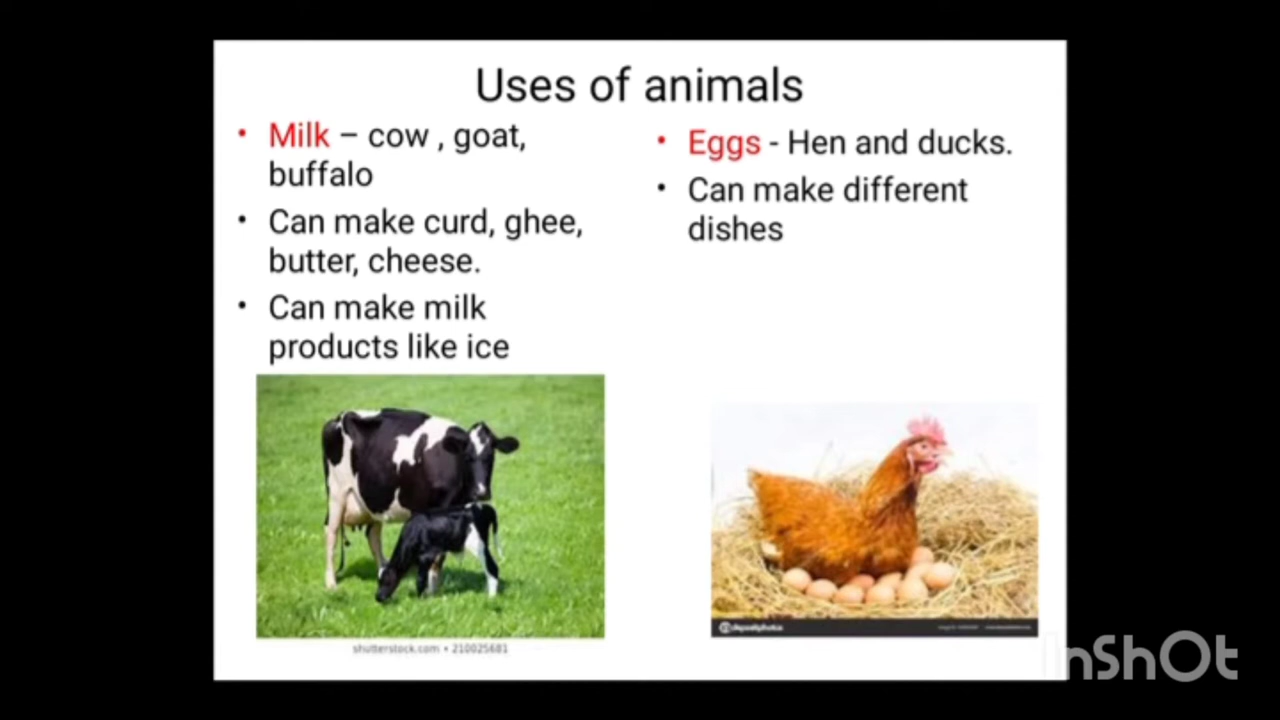 Uses of animals
• Milk – cow , goat,
buffalo
• Can make curd, ghee,
butter, cheese.
• Can make milk
products like ice
• Eggs - Hen and ducks.
• Can make different
dishes
shutterstock.com • 210025681
depositphotos
InShOt